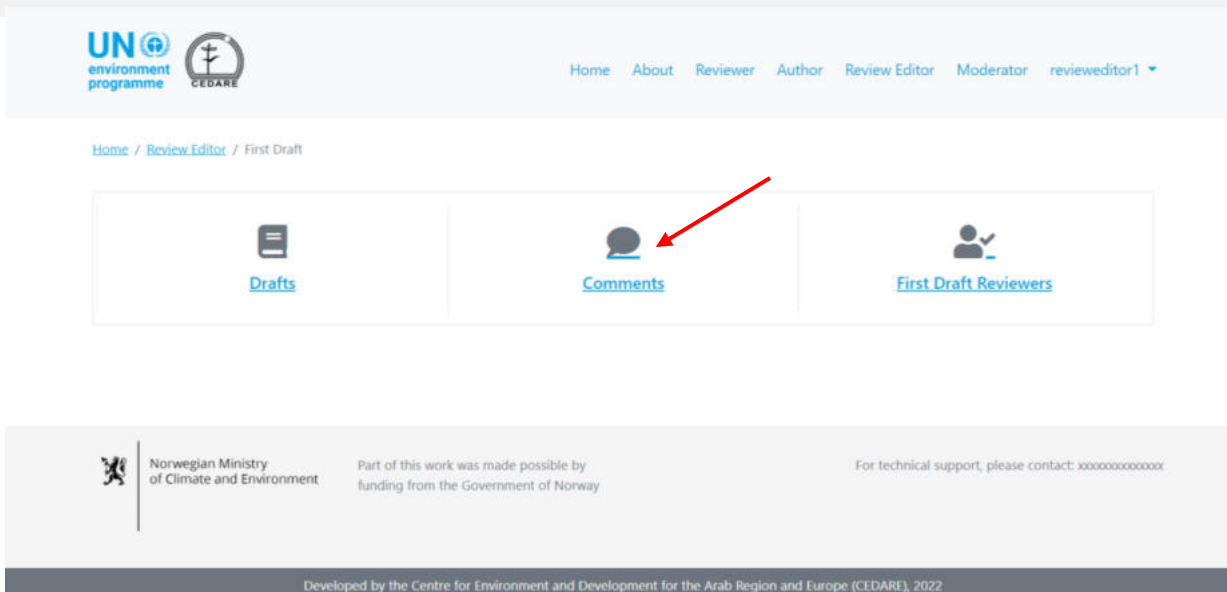 UN
environment
programme
CEDARE
Home About Reviewer Author Review Editor Moderator revieweditor1
Home / Review Editor / First Draft
Drafts Comments First Draft Reviewers
Norwegian Ministry
of Climate and Environment
Part of this work was made possible by
funding from the Government of Norway
For technical support, please contact: xxxxxxxxxxxxxx
Developed by the Centre for Environment and Development for the Arab Region and Europe (CEDARE), 2022